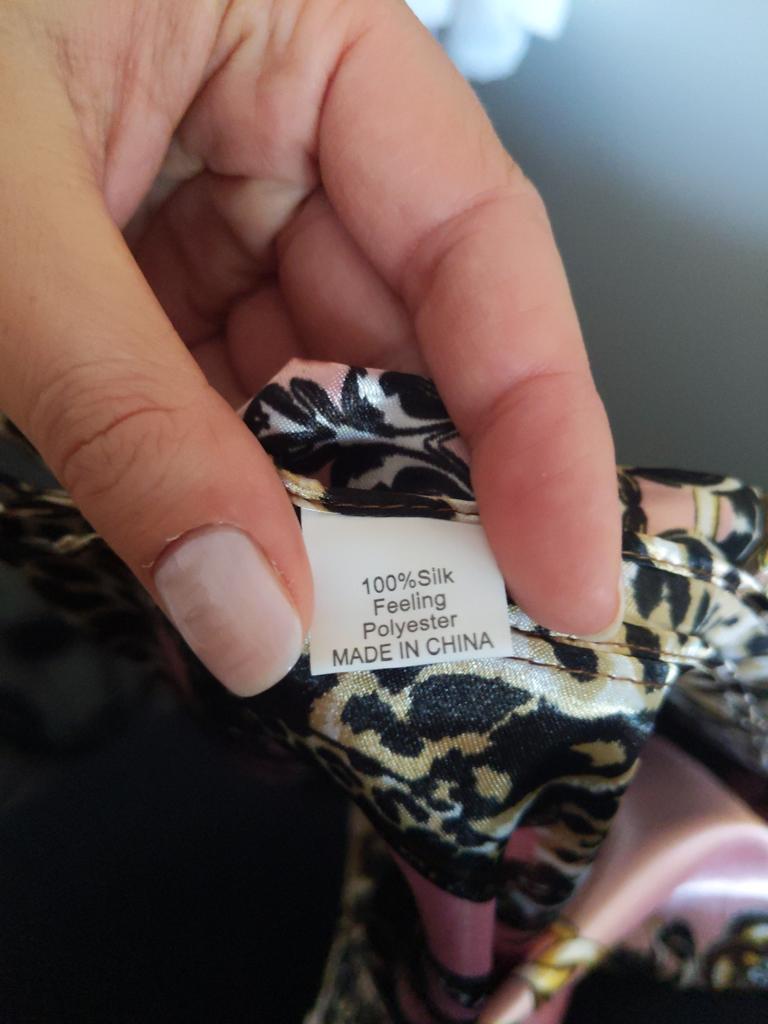 100%Silk
Feeling
Polyester
MADE IN CHINA